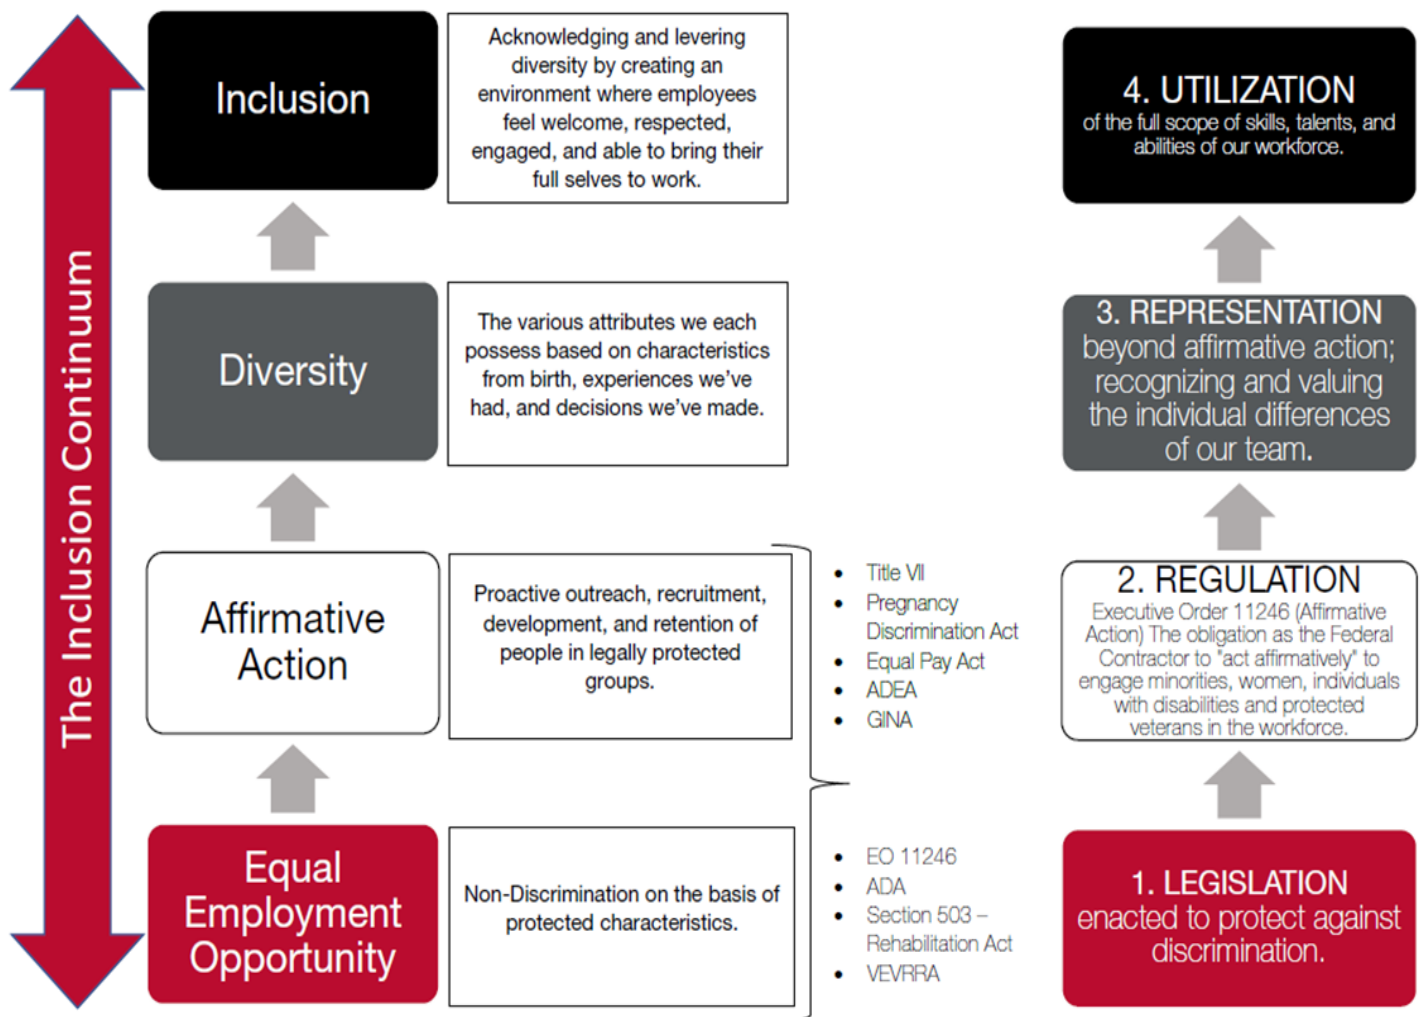 The Inclusion Continuum
Inclusion
Acknowledging and levering
diversity by creating an
environment where employees
feel welcome, respected,
engaged, and able to bring their
full selves to work.
Diversity
The various attributes we each
possess based on characteristics
from birth, experiences we've
had, and decisions we've made.
Affirmative
Action
Proactive outreach, recruitment,
development, and retention of
people in legally protected
groups.
Equal
Employment
Opportunity
Non-Discrimination on the basis of
protected characteristics.
• Title VII
• Pregnancy
Discrimination Act
• Equal Pay Act
• ADEA
• GINA
• EO 11246
• ADA
• Section 503 –
Rehabilitation Act
• VEVRRA
4. UTILIZATION
of the full scope of skills, talents, and
abilities of our workforce.
3. REPRESENTATION
beyond affirmative action;
recognizing and valuing
the individual differences
of our team.
2. REGULATION
Executive Order 11246 (Affirmative
Action) The obligation as the Federal
Contractor to "act affirmatively" to
engage minorities, women, individuals
with disabilities and protected
veterans in the workforce.
1. LEGISLATION
enacted to protect against
discrimination.